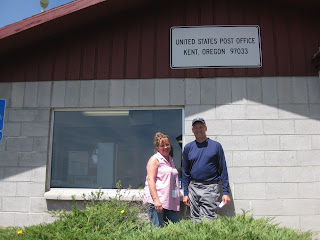 UNITED STATES POST OFFICE
KENT, OREGON 97033